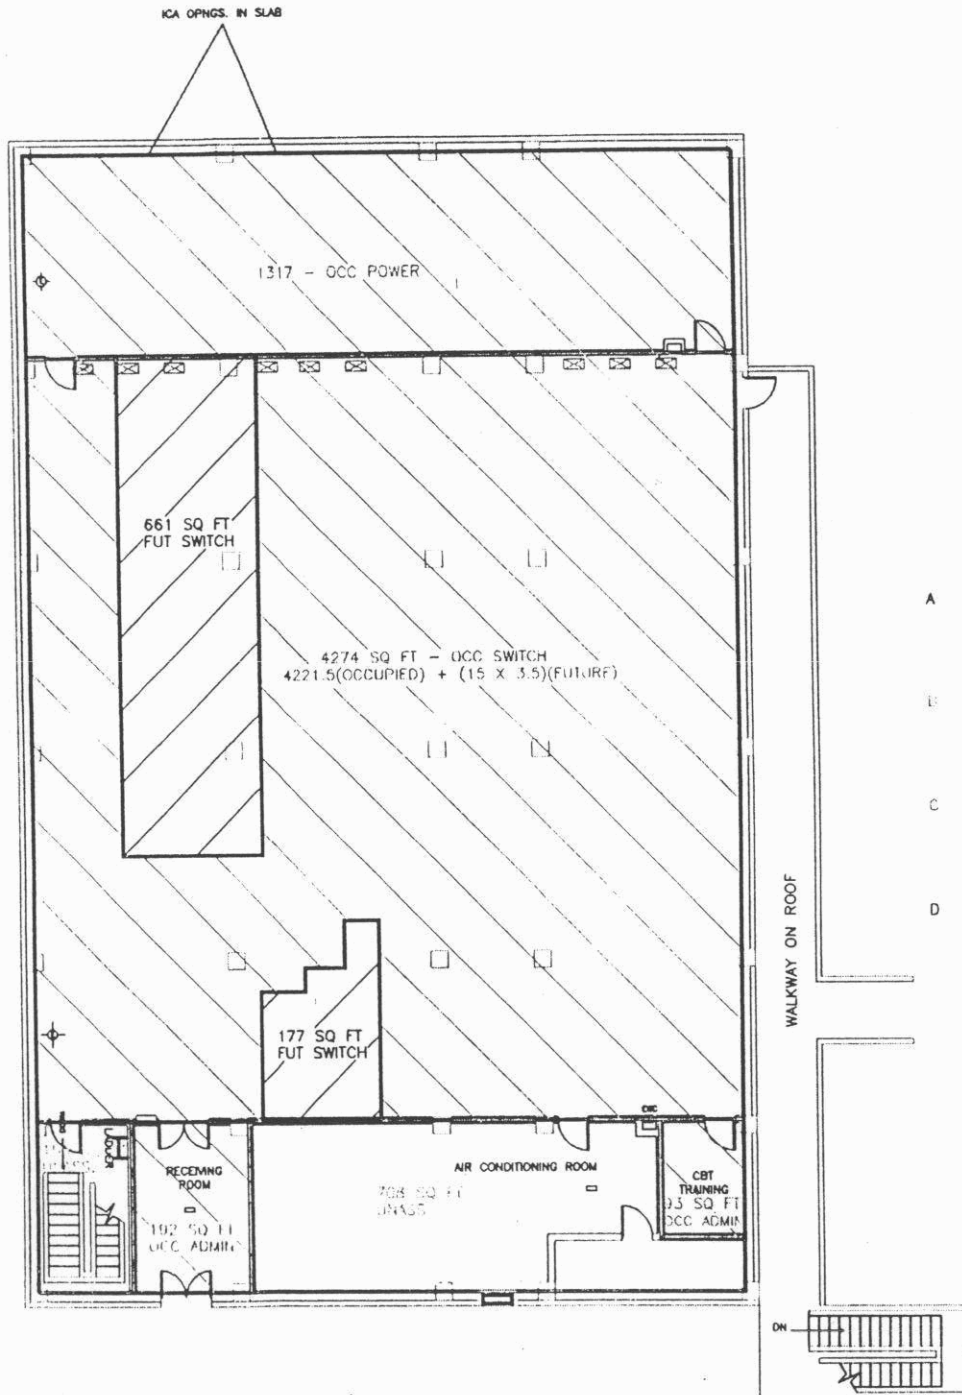 ICA OPNGS. IN SLAB
1317 - OCC POWER
661 SQ FT
FUT SWITCH
4274 SQ FT - OCC SWITCH
4221.5(OCCUPIED) + (15 X 3.5)(FUTURE)
A
C
D
WALKWAY ON ROOF
177 SQ FT
FUT SWITCH
RECEIVING
ROOM
192 SQ FT
OCC ADMIN
AIR CONDITIONING ROOM
708 SQ FT
UNASS
CBT
TRAINING
93 SQ FT
OCC ADMIN
DN